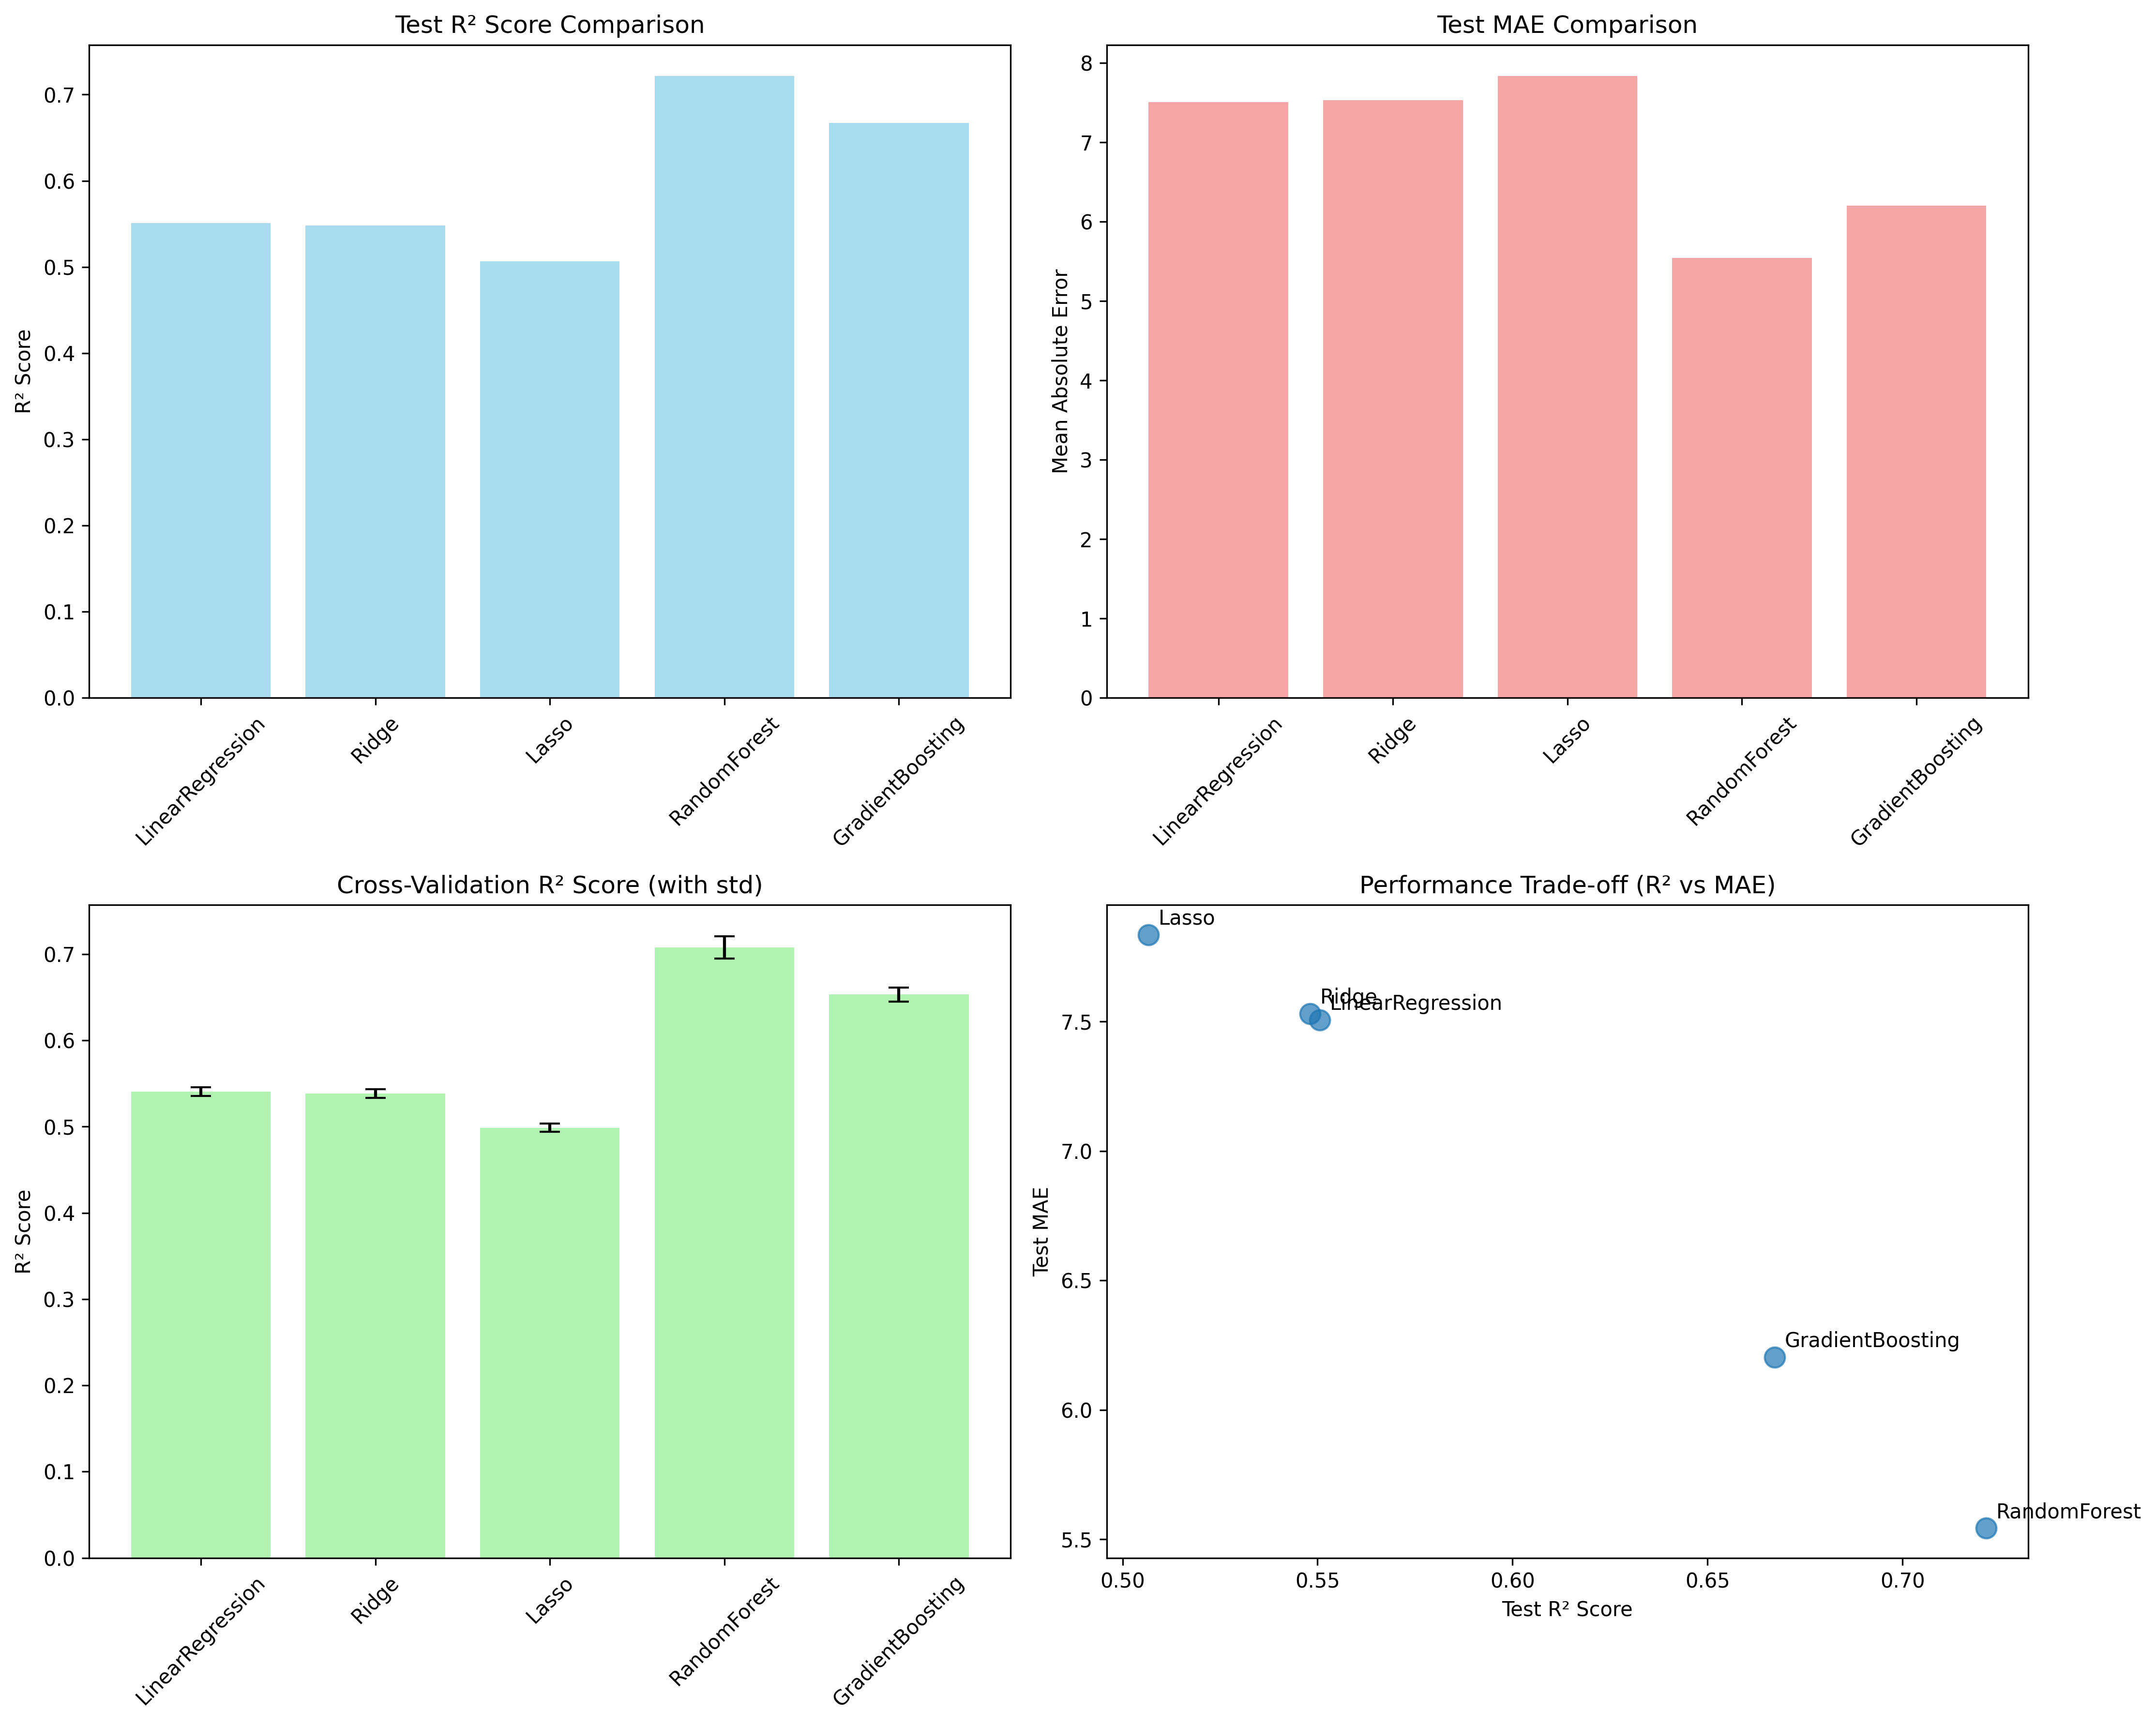 Test R² Score Comparison
R² Score
0.7
0.6
0.5
0.4
0.3
0.2
0.1
0.0
LinearRegression
Ridge
Lasso
RandomForest
GradientBoosting
Test MAE Comparison
Mean Absolute Error
8
7
6
5
4
3
2
1
0
LinearRegression
Ridge
Lasso
RandomForest
GradientBoosting
Cross-Validation R² Score (with std)
R² Score
0.7
0.6
0.5
0.4
0.3
0.2
0.1
0.0
LinearRegression
Ridge
Lasso
RandomForest
GradientBoosting
Performance Trade-off (R² vs MAE)
Test MAE
7.5
7.0
6.5
6.0
5.5
Lasso
Ridge
LinearRegression
GradientBoosting
RandomForest
0.50
0.55
0.60
0.65
0.70
Test R² Score